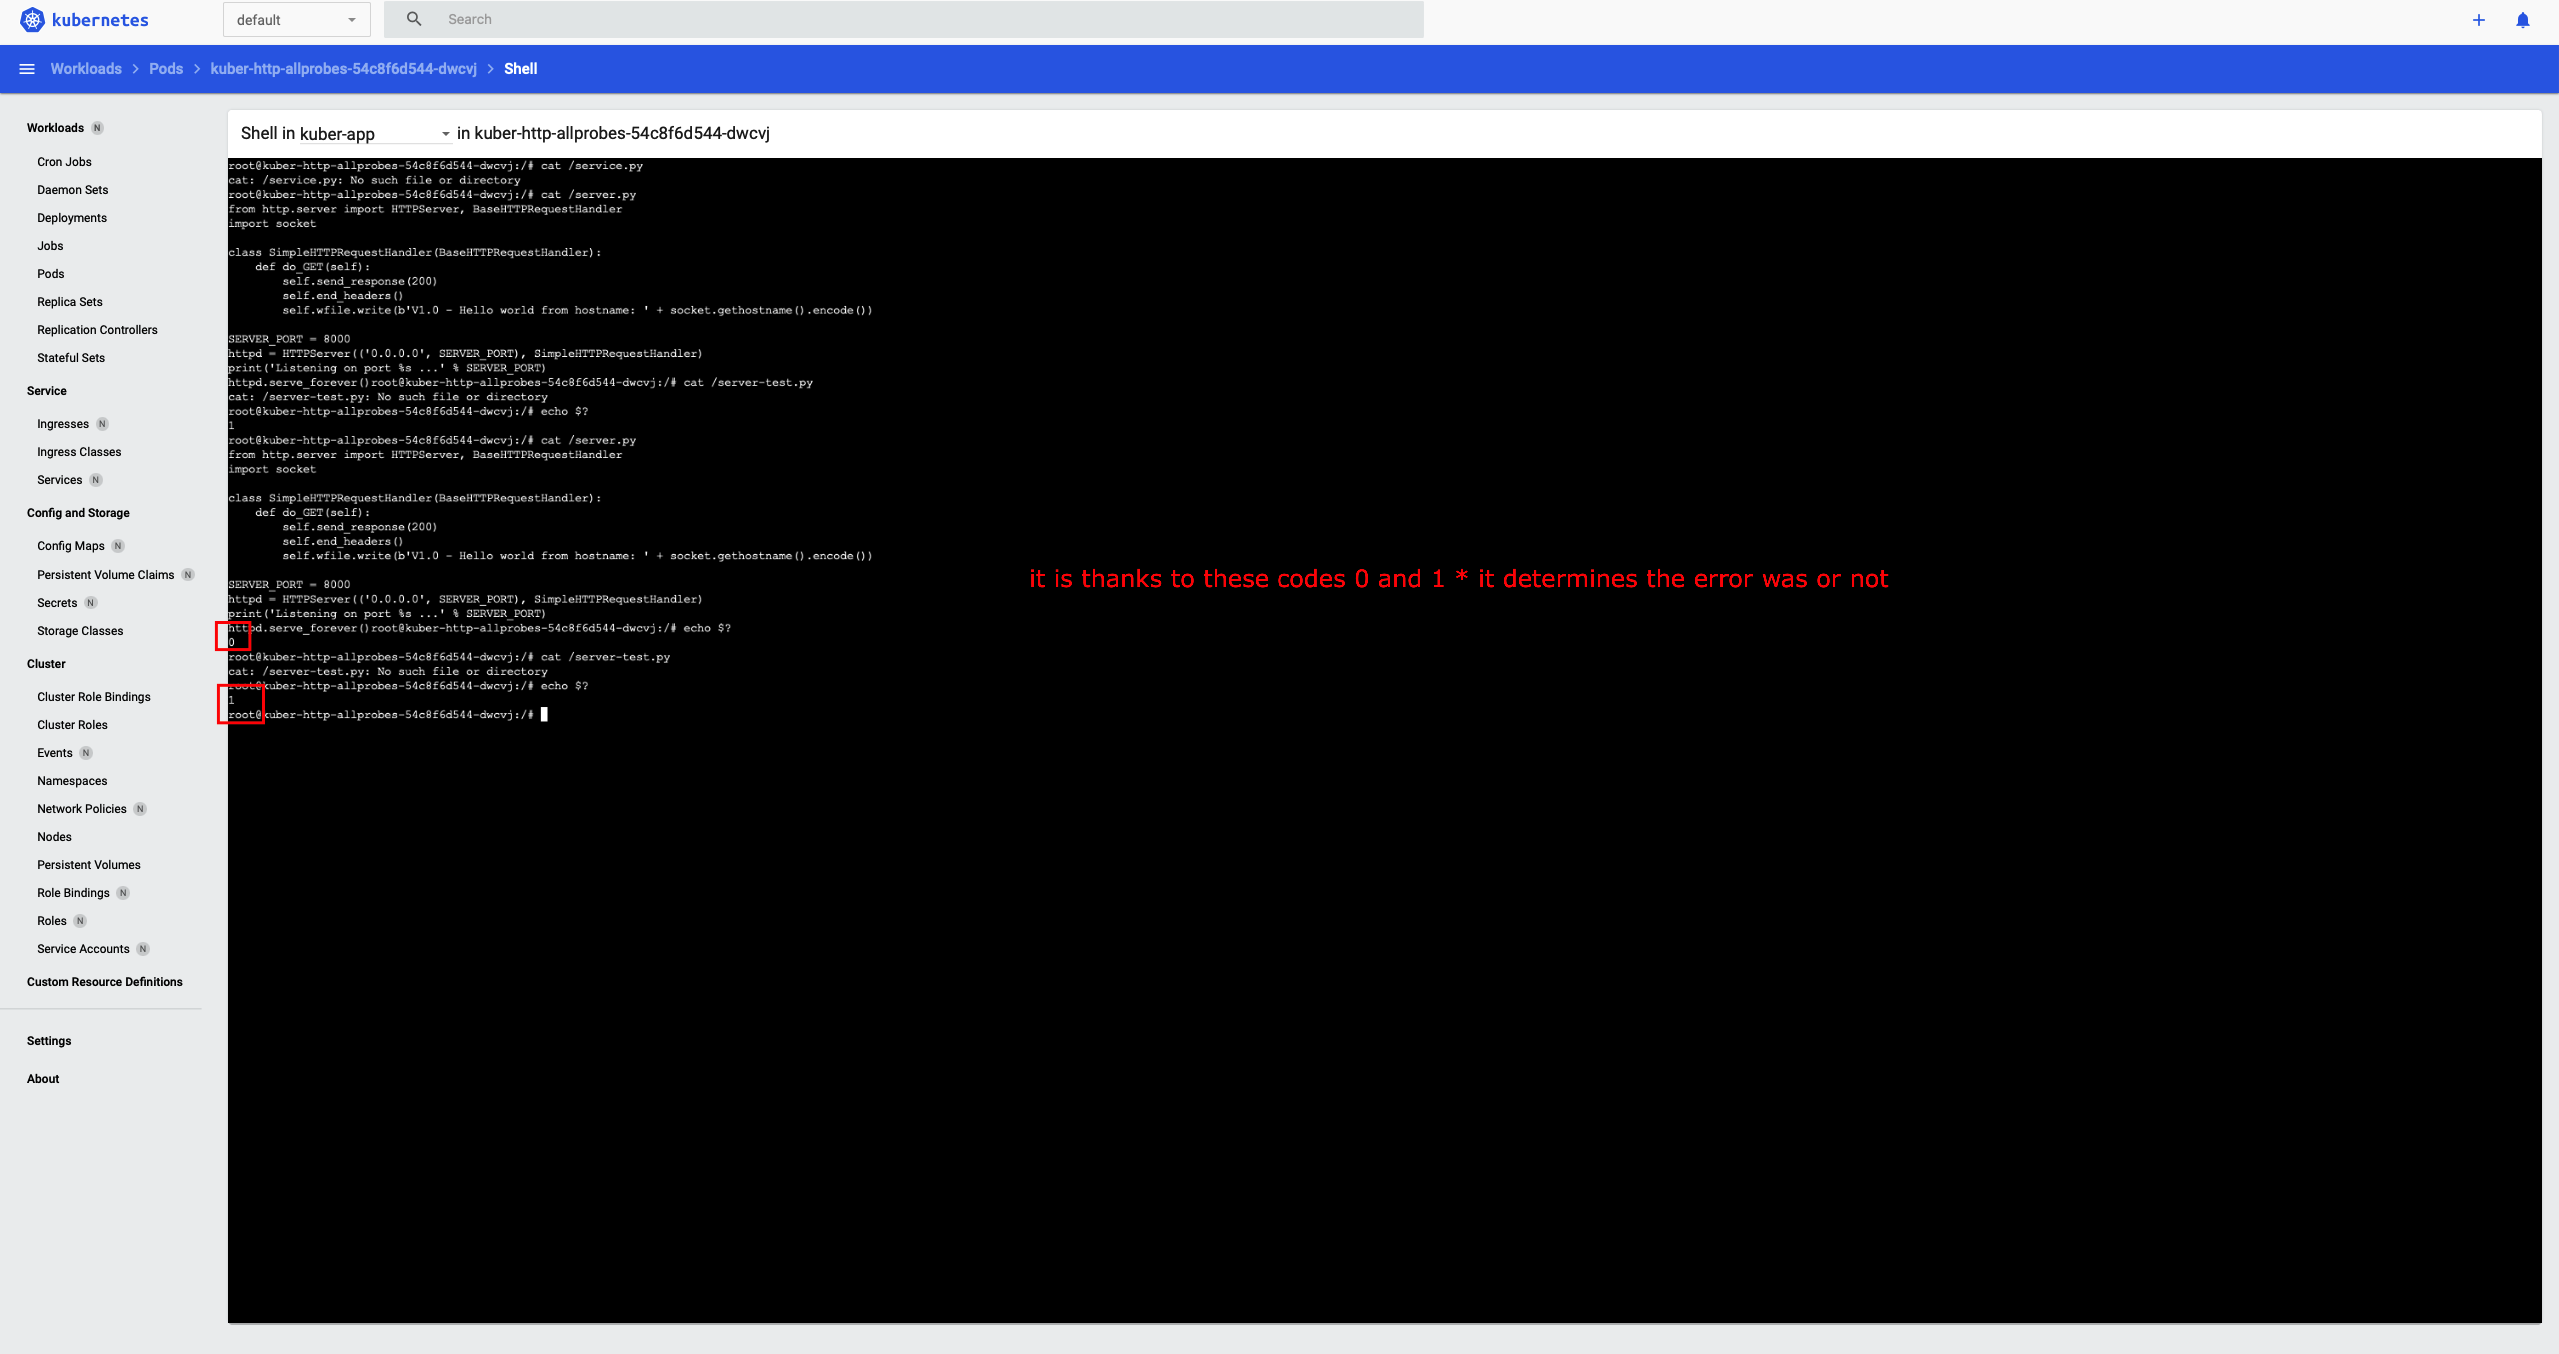 kubernetes
default
Search
Workloads > Pods > kuber-http-allprobes-54c8f6d544-dwcvj > Shell
Workloads N
Cron Jobs
Daemon Sets
Deployments
Jobs
Pods
Replica Sets
Replication Controllers
Stateful Sets
Service
Ingresses N
Ingress Classes
Services N
Config and Storage
Config Maps N
Persistent Volume Claims N
Secrets N
Storage Classes
Cluster
Cluster Role Bindings
Cluster Roles
Events N
Namespaces
Network Policies N
Nodes
Persistent Volumes
Role Bindings N
Roles N
Service Accounts N
Custom Resource Definitions
Settings
About
Shell in kuber-app in kuber-http-allprobes-54c8f6d544-dwcvj
root@kuber-http-allprobes-54c8f6d544-dwcvj:/# cat /service.py
cat: /service.py: No such file or directory
root@kuber-http-allprobes-54c8f6d544-dwcvj:/# cat /server.py
from http.server import HTTPServer, BaseHTTPRequestHandler
import socket
class SimpleHTTPRequestHandler(BaseHTTPRequestHandler):
def do_GET(self):
self.send_response(200)
self.end_headers()
self.wfile.write(b'V1.0 - Hello world from hostname: ' + socket.gethostname().encode())
SERVER_PORT = 8000
httpd = HTTPServer(('0.0.0.0', SERVER_PORT), SimpleHTTPRequestHandler)
print('Listening on port %s ...' % SERVER_PORT)
httpd.serve_forever()root@kuber-http-allprobes-54c8f6d544-dwcvj:/# cat /server-test.py
cat: /server-test.py: No such file or directory
root@kuber-http-allprobes-54c8f6d544-dwcvj:/# echo $?
1
root@kuber-http-allprobes-54c8f6d544-dwcvj:/# cat /server.py
from http.server import HTTPServer, BaseHTTPRequestHandler
import socket
class SimpleHTTPRequestHandler(BaseHTTPRequestHandler):
def do_GET(self):
self.send_response(200)
self.end_headers()
self.wfile.write(b'V1.0 - Hello world from hostname: ' + socket.gethostname().encode())
SERVER_PORT = 8000
httpd = HTTPServer(('0.0.0.0', SERVER_PORT), SimpleHTTPRequestHandler)
print('Listening on port %s ...' % SERVER_PORT)
httpd.serve_forever()root@kuber-http-allprobes-54c8f6d544-dwcvj:/# echo $?
0
root@kuber-http-allprobes-54c8f6d544-dwcvj:/# cat /server-test.py
cat: /server-test.py: No such file or directory
root@kuber-http-allprobes-54c8f6d544-dwcvj:/# echo $?
1
root@kuber-http-allprobes-54c8f6d544-dwcvj:/#
it is thanks to these codes 0 and 1 * it determines the error was or not